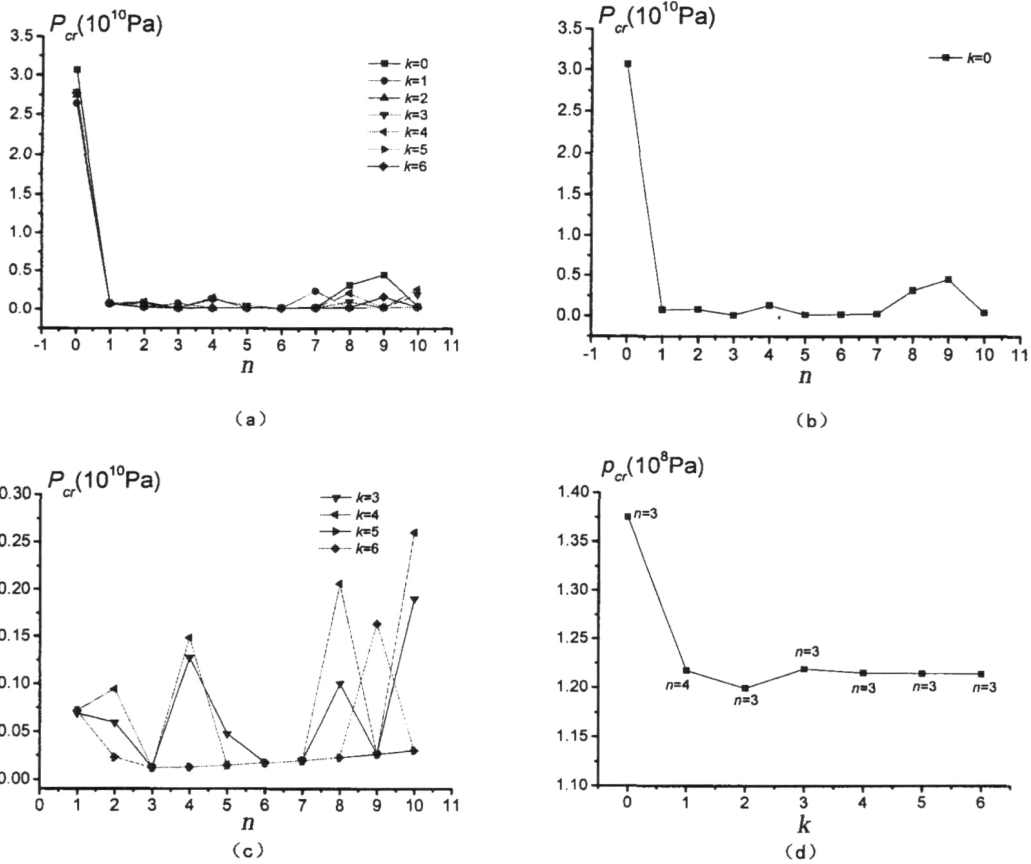 P_cr(10^10Pa)
3.5
3.0
2.5
2.0
1.5
1.0
0.5
0.0
k=0
k=1
k=2
k=3
k=4
k=5
k=6
-1 0 1 2 3 4 5 6 7 8 9 10 11
n
(a)
P_cr(10^10Pa)
3.5
3.0
2.5
2.0
1.5
1.0
0.5
0.0
k=0
-1 0 1 2 3 4 5 6 7 8 9 10 11
n
(b)
P_cr(10^10Pa)
0.30
0.25
0.20
0.15
0.10
0.05
0.00
k=3
k=4
k=5
k=6
0 1 2 3 4 5 6 7 8 9 10 11
n
(c)
p_cr(10^8Pa)
1.40
1.35
1.30
1.25
1.20
1.15
1.10
n=3
n=4
n=3
n=3
n=3
n=3
n=3
0 1 2 3 4 5 6
k
(d)